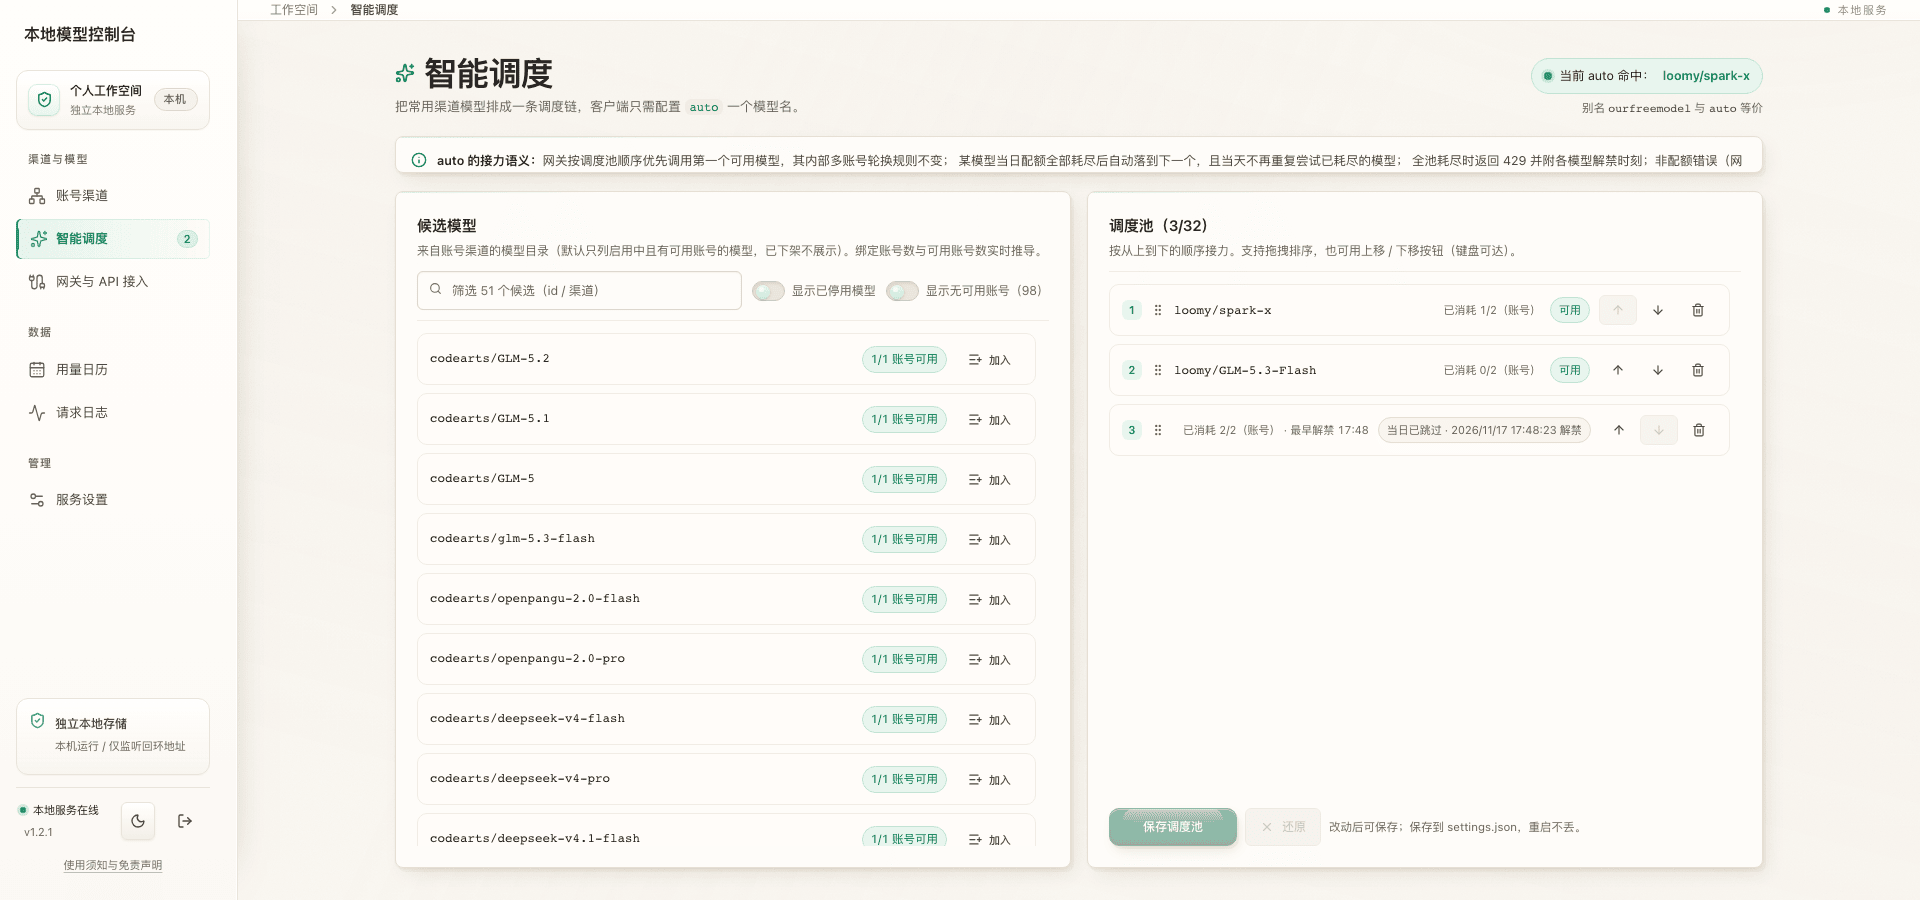 本地模型控制台
个人工作空间
独立本地服务
本机
渠道与模型
账号渠道
智能调度
2
网关与 API 接入
数据
用量日历
请求日志
管理
服务设置
独立本地存储
本机运行 / 仅监听回环地址
本地服务在线
v1.2.1
使用须知与免责声明
工作空间
智能调度
本地服务
智能调度
把常用渠道模型排成一条调度链，客户端只需配置 auto 一个模型名。
当前 auto 命中： loomy/spark-x
别名 ourfreemodel 与 auto 等价
auto 的接力语义：网关按调度池顺序优先调用第一个可用模型，其内部多账号轮换规则不变； 某模型当日配额全部耗尽后自动落到下一个，且当天不再重复尝试已耗尽的模型； 全池耗尽时返回 429 并附各模型解禁时刻；非配额错误（网
候选模型
来自账号渠道的模型目录（默认只列启用中且有可用账号的模型，已下架不展示）。绑定账号数与可用账号数实时推导。
筛选 51 个候选（id / 渠道）
显示已停用模型
显示无可用账号（98）
codearts/GLM-5.2 1/1 账号可用 加入
codearts/GLM-5.1 1/1 账号可用 加入
codearts/GLM-5 1/1 账号可用 加入
codearts/glm-5.3-flash 1/1 账号可用 加入
codearts/openpangu-2.0-flash 1/1 账号可用 加入
codearts/openpangu-2.0-pro 1/1 账号可用 加入
codearts/deepseek-v4-flash 1/1 账号可用 加入
codearts/deepseek-v4-pro 1/1 账号可用 加入
codearts/deepseek-v4.1-flash 1/1 账号可用 加入
调度池（3/32）
按从上到下的顺序接力。支持拖拽排序，也可用上移 / 下移按钮（键盘可达）。
1 loomy/spark-x 已消耗 1/2（账号） 可用
2 loomy/GLM-5.3-Flash 已消耗 0/2（账号） 可用
3 已消耗 2/2（账号） · 最早解禁 17:48 当日已跳过 · 2026/11/17 17:48:23 解禁
保存调度池
还原
改动后可保存；保存到 settings.json，重启不丢。